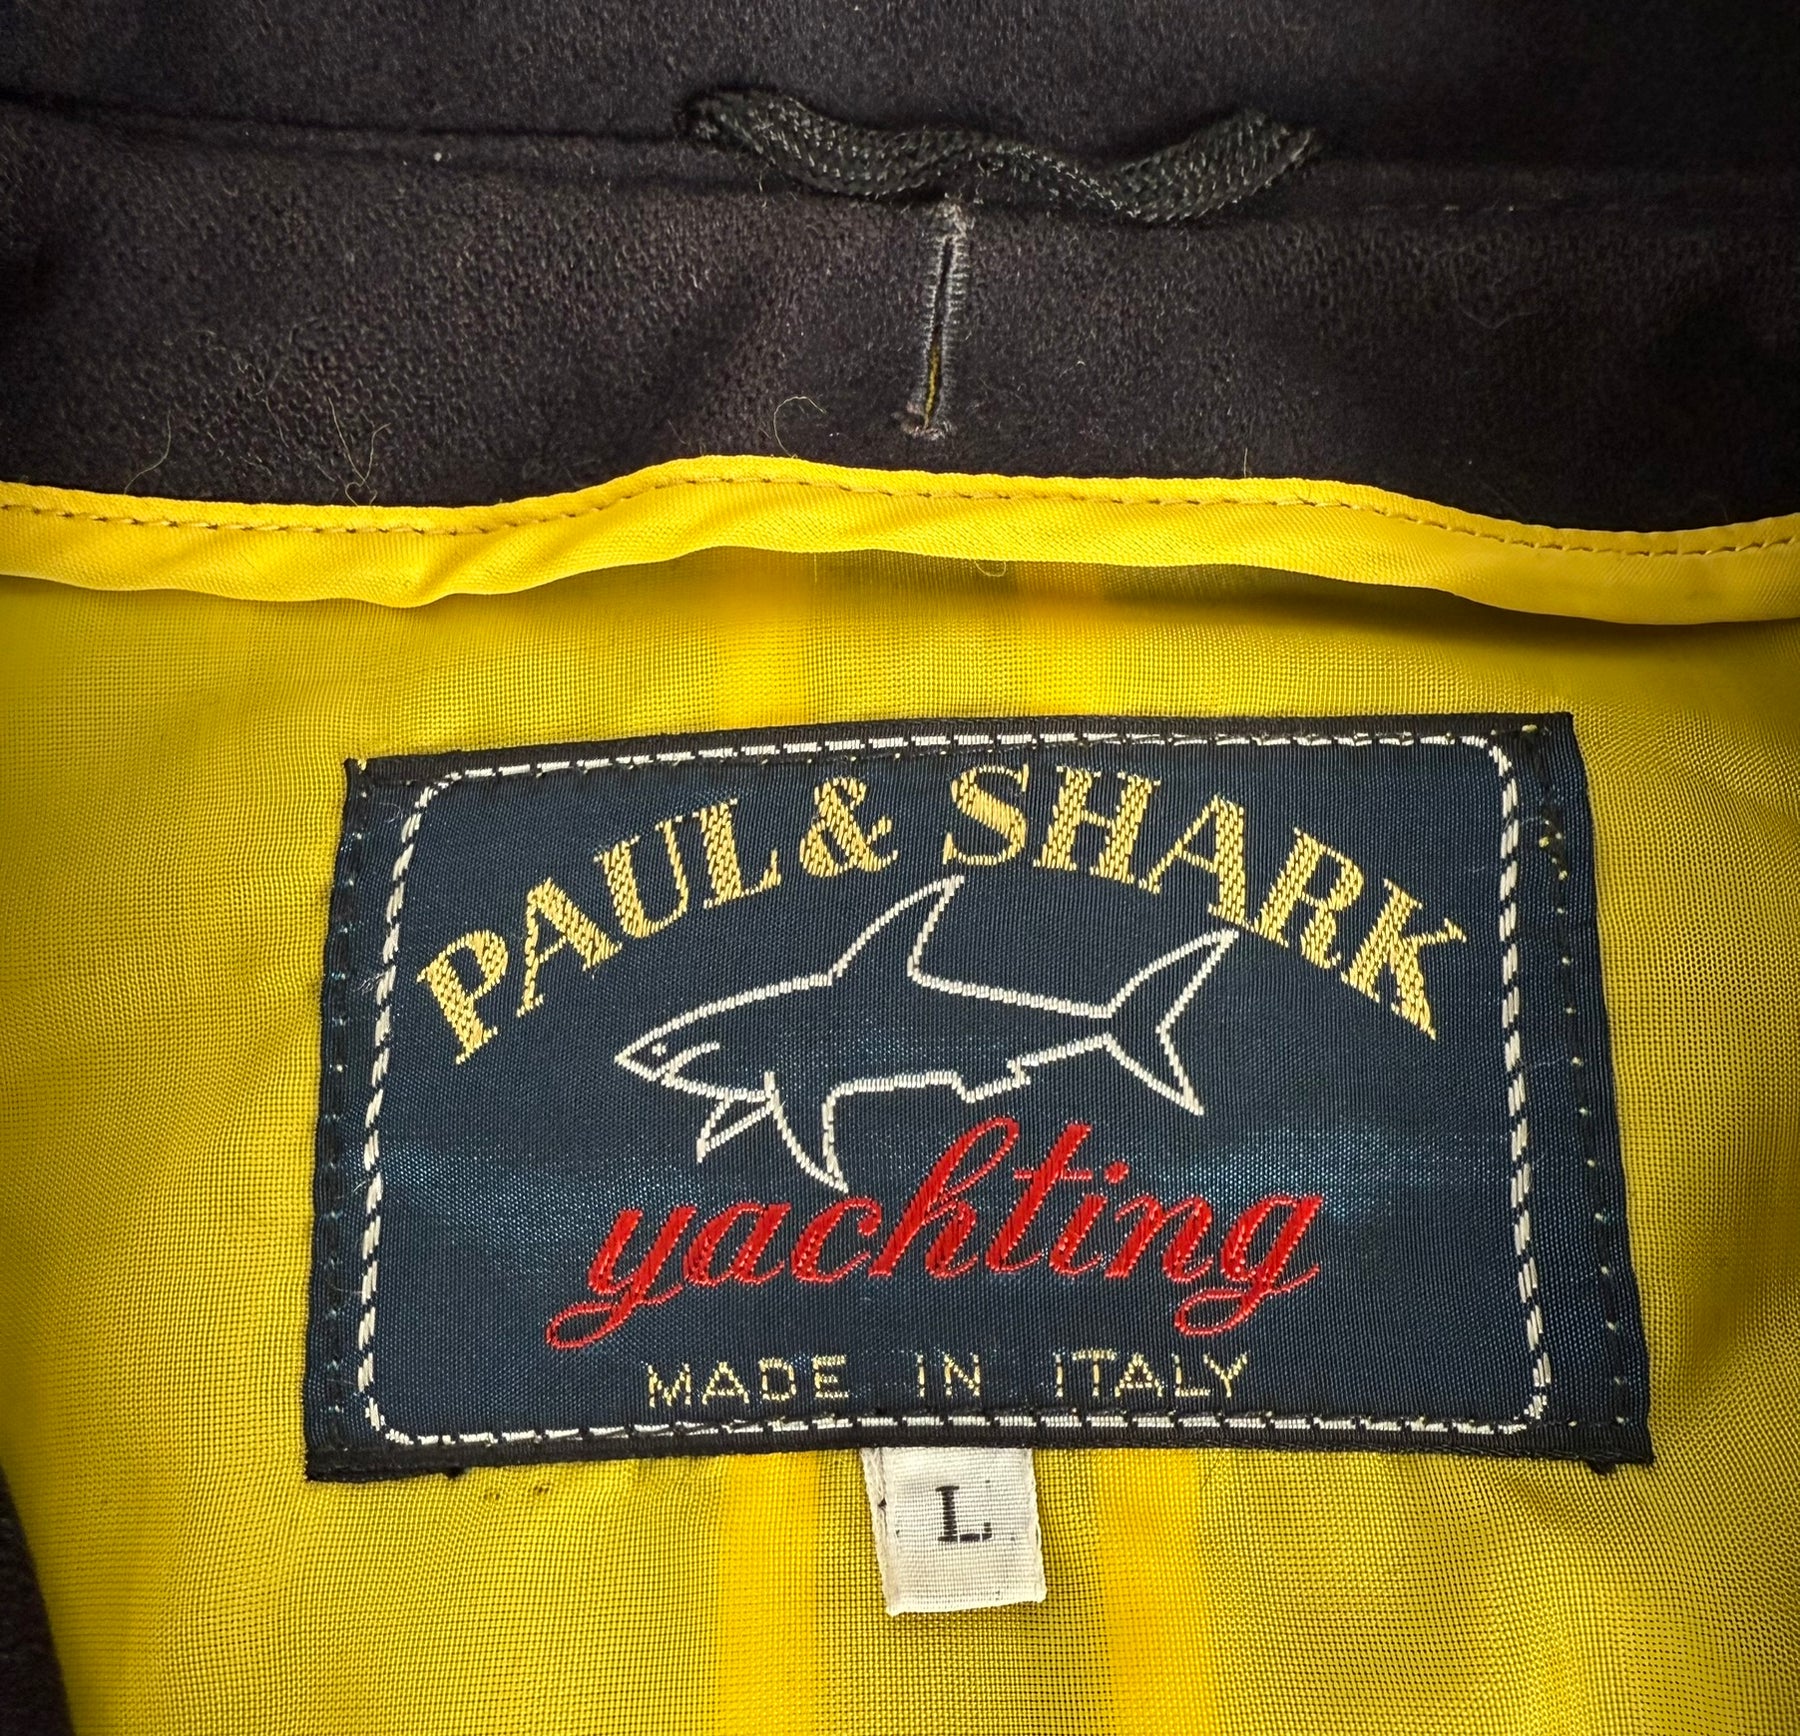 PAUL & SHARK
yachting
MADE IN ITALY
L